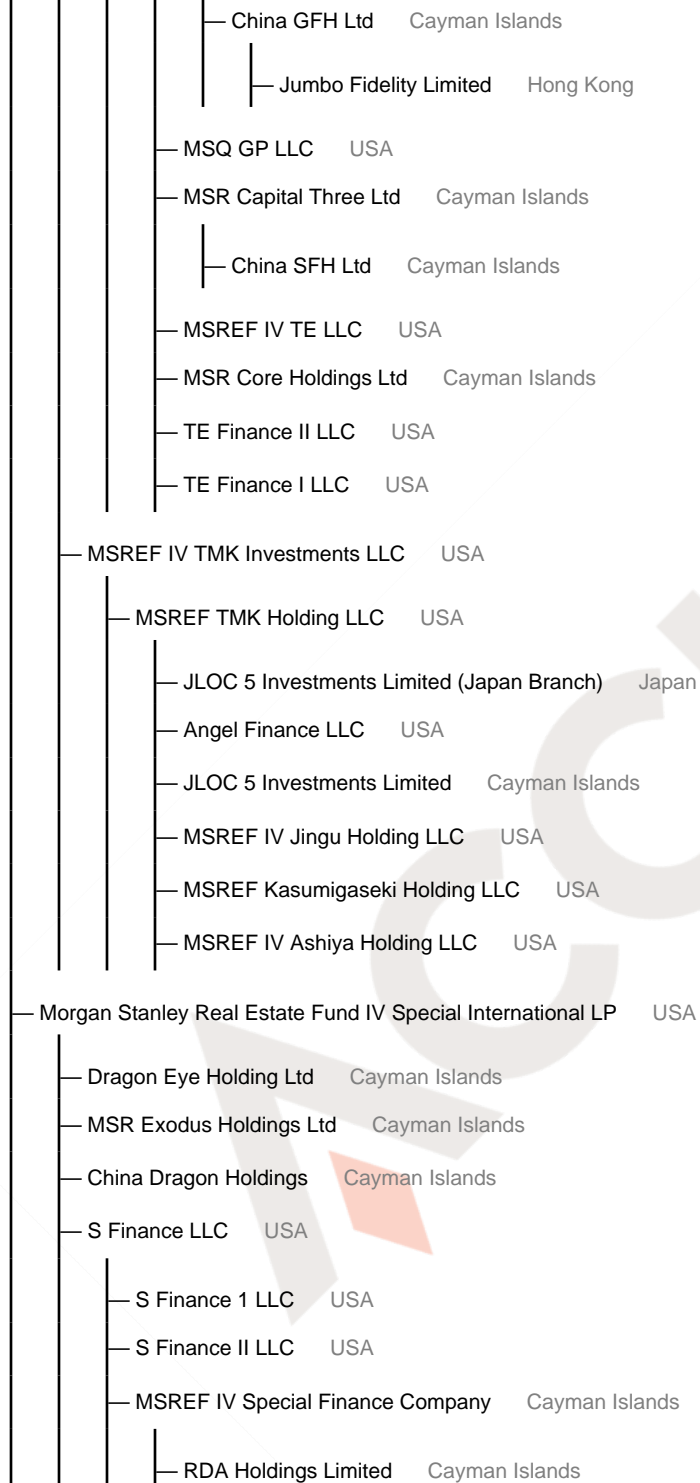 China GFH Ltd Cayman Islands
Jumbo Fidelity Limited Hong Kong
MSQ GP LLC USA
MSR Capital Three Ltd Cayman Islands
China SFH Ltd Cayman Islands
MSREF IV TE LLC USA
MSR Core Holdings Ltd Cayman Islands
TE Finance II LLC USA
TE Finance I LLC USA
MSREF IV TMK Investments LLC USA
MSREF TMK Holding LLC USA
JLOC 5 Investments Limited (Japan Branch) Japan
Angel Finance LLC USA
JLOC 5 Investments Limited Cayman Islands
MSREF IV Jingu Holding LLC USA
MSREF Kasumigaseki Holding LLC USA
MSREF IV Ashiya Holding LLC USA
Morgan Stanley Real Estate Fund IV Special International LP USA
Dragon Eye Holding Ltd Cayman Islands
MSR Exodus Holdings Ltd Cayman Islands
China Dragon Holdings Cayman Islands
S Finance LLC USA
S Finance 1 LLC USA
S Finance II LLC USA
MSREF IV Special Finance Company Cayman Islands
RDA Holdings Limited Cayman Islands